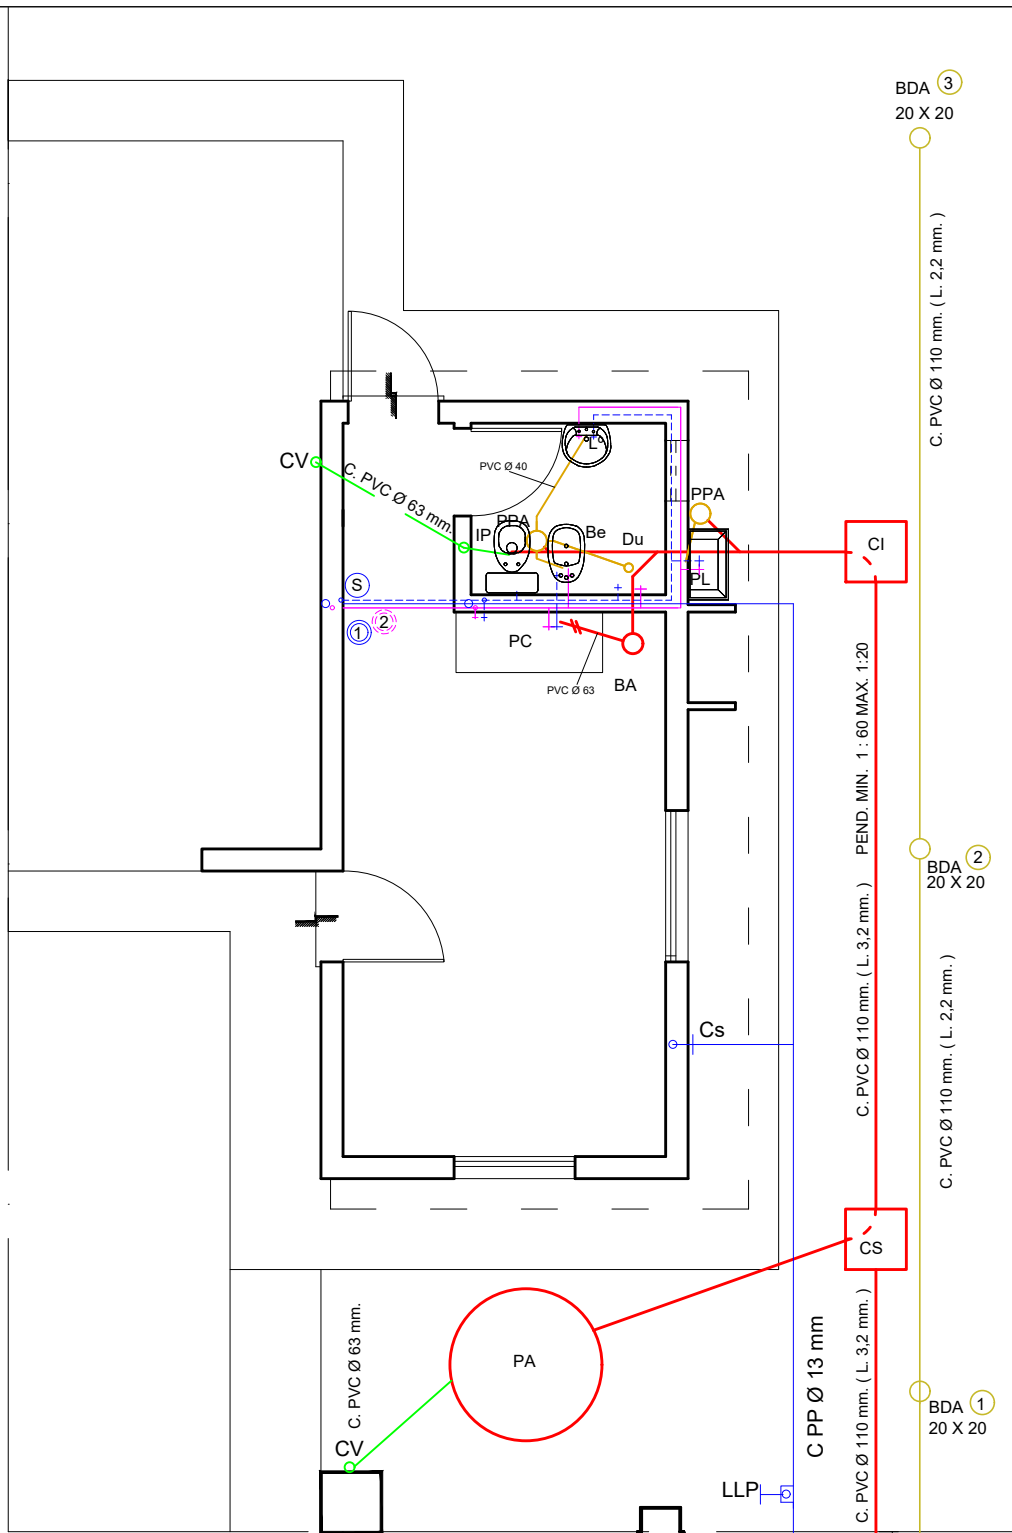 BDA 3
20 X 20
C. PVC Ø 110 mm. ( L. 2,2 mm. )
CV
C. PVC Ø 63 mm.
PVC Ø 40
L
PPA
IP
PPA
Be
Du
PL
CI
S
1
2
PC
BA
PVC Ø 63
PEND. MIN. 1 : 60 MAX. 1:20
C. PVC Ø 110 mm. ( L. 3,2 mm. )
BDA 2
20 X 20
C. PVC Ø 110 mm. ( L. 2,2 mm. )
Cs
CS
PA
C. PVC Ø 63 mm.
CV
C PP Ø 13 mm
C. PVC Ø 110 mm. ( L. 3,2 mm. )
BDA 1
20 X 20
LLP